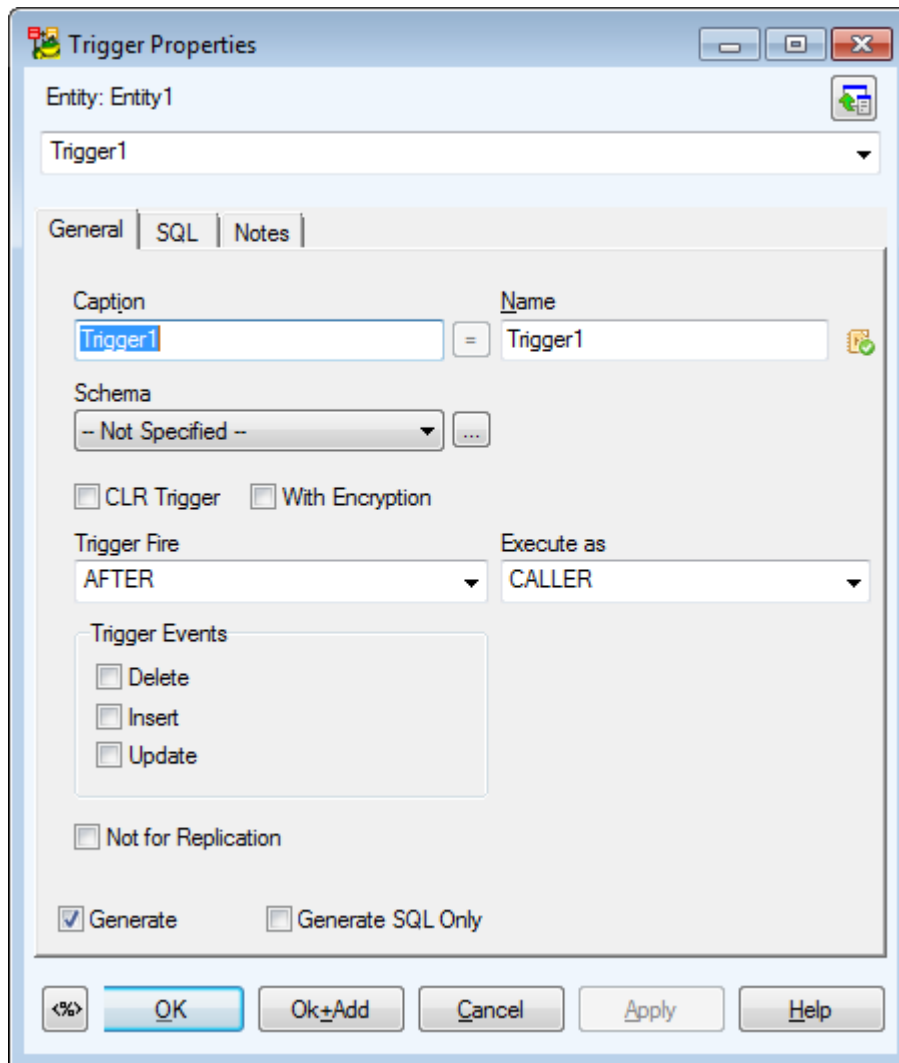 Trigger Properties
Entity: Entity1
Trigger1
General SQL Notes
Caption Name
Trigger1 = Trigger1
Schema
-- Not Specified -- ...
CLR Trigger With Encryption
Trigger Fire Execute as
AFTER CALLER
Trigger Events
Delete
Insert
Update
Not for Replication
Generate Generate SQL Only
<%> OK Ok+Add Cancel Apply Help